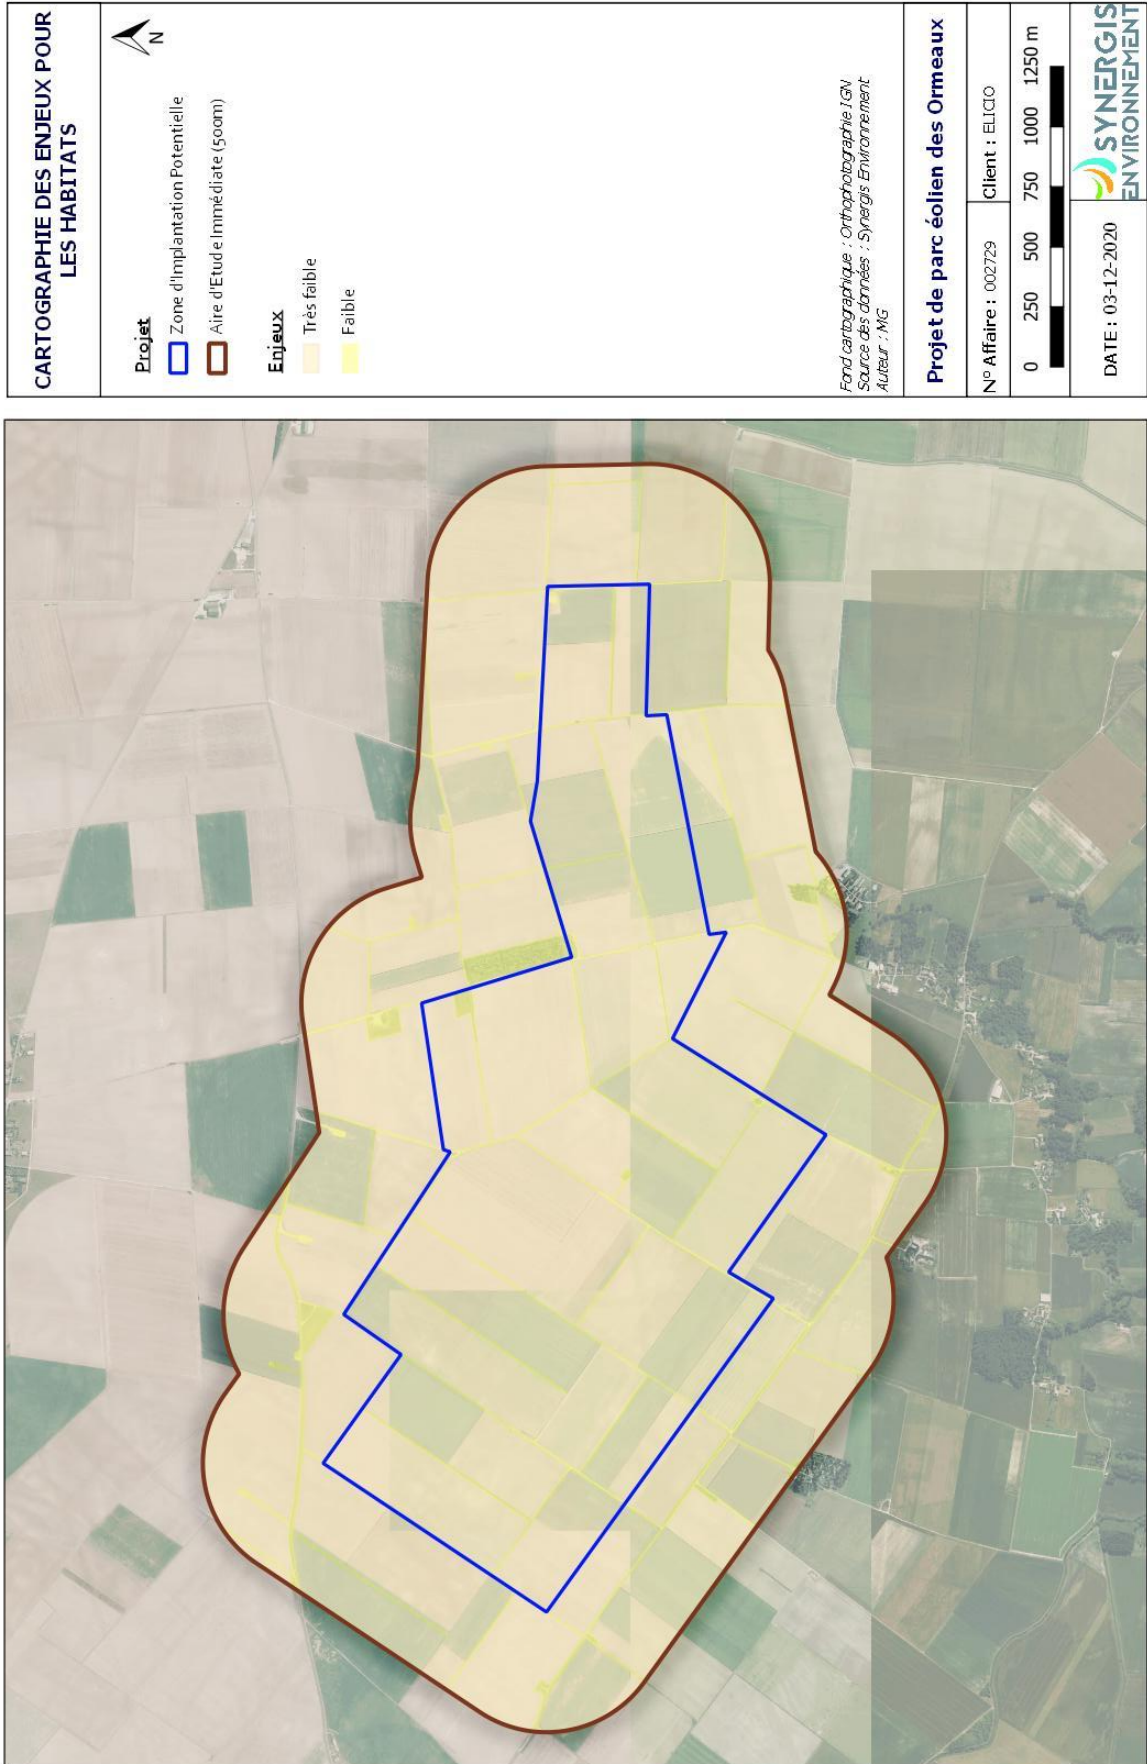 CARTOGRAPHIE DES ENJEUX POUR
LES HABITATS
N
Projet
Zone d'Implantation Potentielle
Aire d'Etude Immédiate (500m)
Enjeux
Très faible
Faible
Fond cartographique : Orthophotographie IGN
Source des données : Synergis Environnement
Auteur : MG
Projet de parc éolien des Ormeaux
N° Affaire : 002729
Client : ELICIO
0 250 500 750 1000 1250 m
DATE : 03-12-2020
SYNERGIS
ENVIRONNEMENT